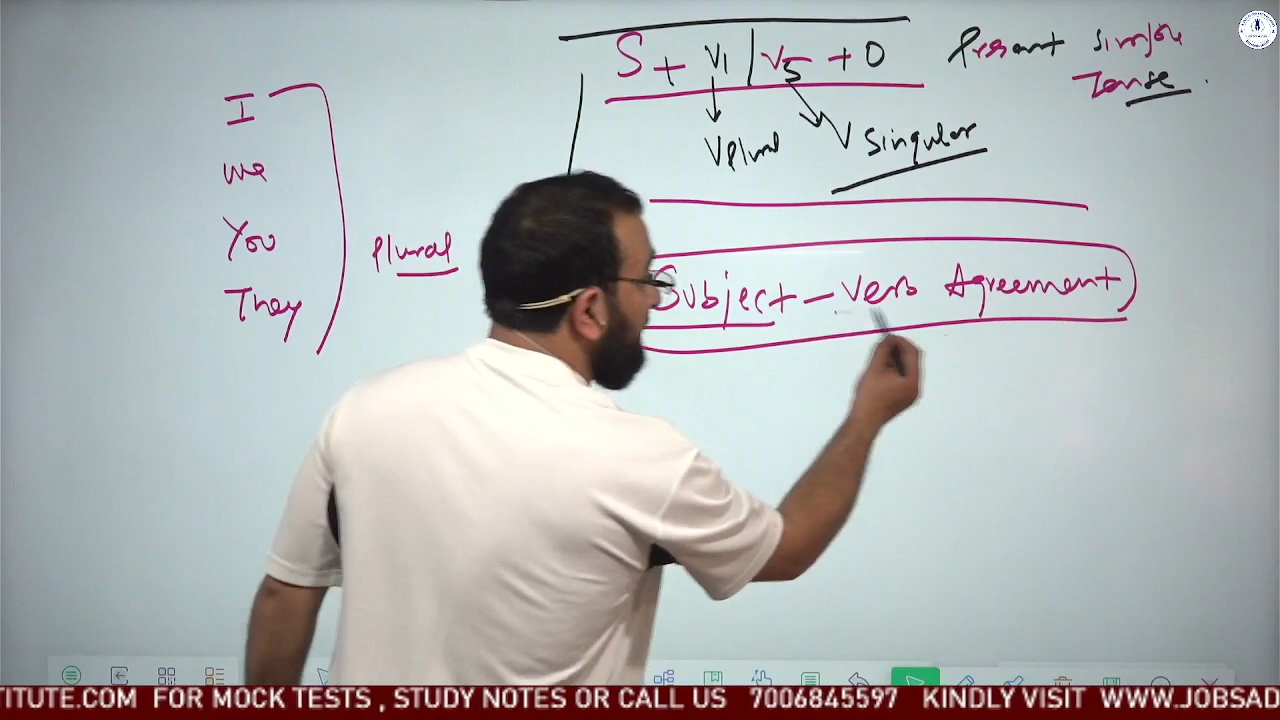 S + V1 | V5 + O
Present Simple
Tense
V Plural
V Singular
I
We
You
They
Plural
Subject - Verb Agreement
TITUTE.COM FOR MOCK TESTS , STUDY NOTES OR CALL US 7006845597 KINDLY VISIT WWW.JOBSAD